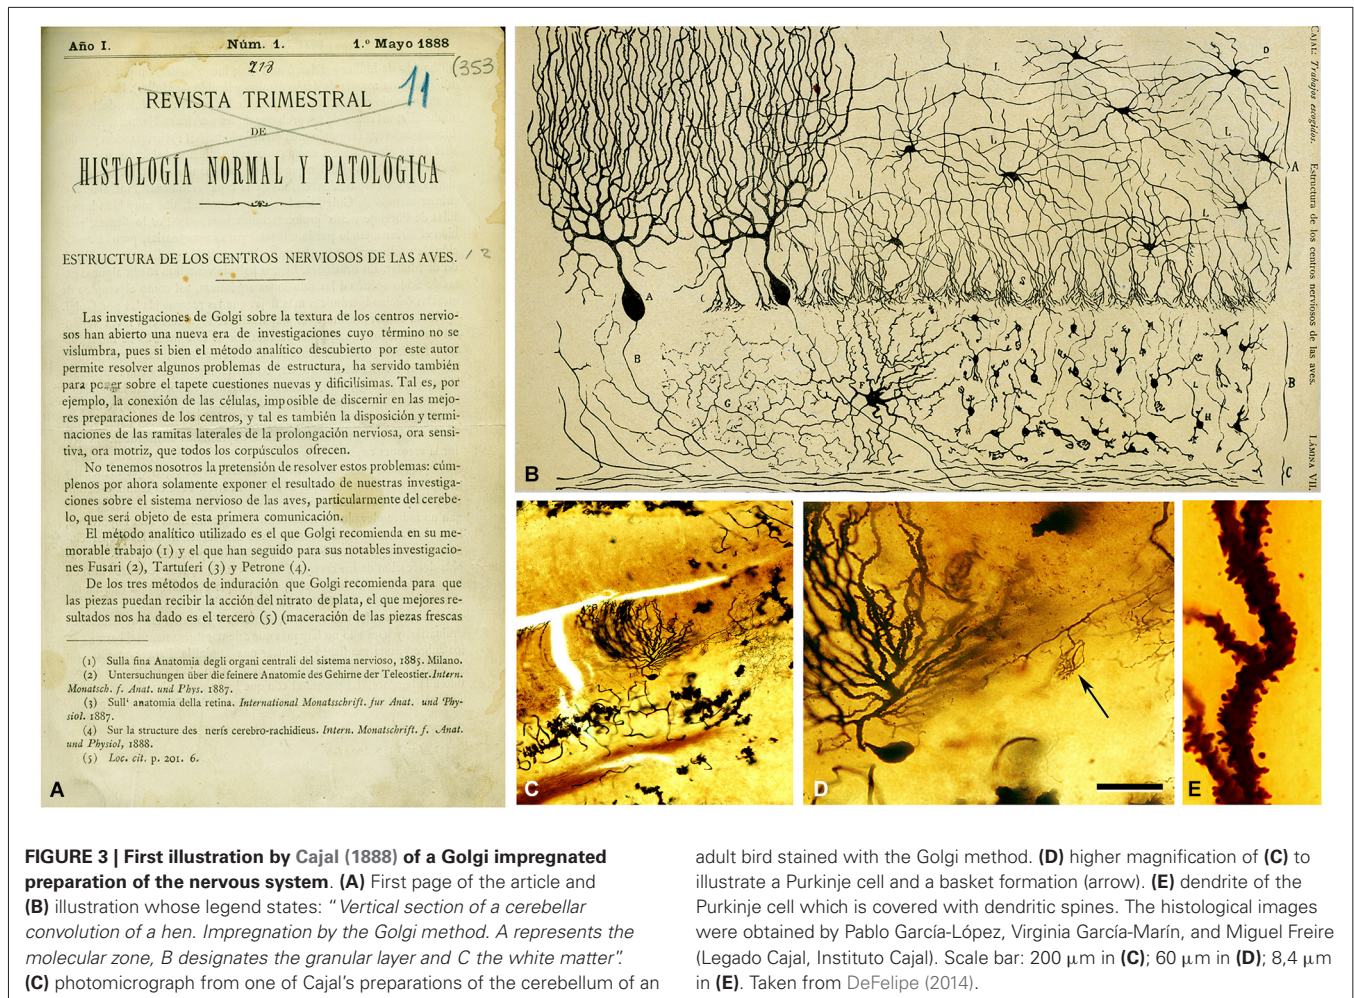 Año I.
Núm. 1.
1.º Mayo 1888
213
11
(353
REVISTA TRIMESTRAL
DE
HISTOLOGÍA NORMAL Y PATOLÓGICA
ESTRUCTURA DE LOS CENTROS NERVIOSOS DE LAS AVES.
Las investigaciones de Golgi sobre la textura de los centros nervio-
sos han abierto una nueva era de investigaciones cuyo término no se
vislumbra, pues si bien el método analítico descubierto por este autor
permite resolver algunos problemas de estructura, ha servido también
para poner sobre el tapete cuestiones nuevas y dificilísimas. Tal es, por
ejemplo, la conexión de las células, imposible de discernir en las mejo-
res preparaciones de los centros, y tal es también la disposición y termi-
naciones de las ramitas laterales de la prolongación nerviosa, ora sensi-
tiva, ora motriz, que todos los corpúsculos ofrecen.
No tenemos nosotros la pretensión de resolver estos problemas: cúm-
plenos por ahora solamente exponer el resultado de nuestras investiga-
ciones sobre el sistema nervioso de las aves, particularmente del cerebe-
lo, que será objeto de esta primera comunicación.
El método analítico utilizado es el que Golgi recomienda en su me-
morable trabajo (1) y el que han seguido para sus notables investigacio-
nes Fusari (2), Tartuferi (3) y Petrone (4).
De los tres métodos de induración que Golgi recomienda para que
las piezas puedan recibir la acción del nitrato de plata, el que mejores re-
sultados nos ha dado es el tercero (5) (maceración de las piezas frescas
(1) Sulla fina Anatomia degli organi centrali del sistema nervioso, 1885. Milano.
(2) Untersuchungen über die feinere Anatomie des Gehirne der Teleostier. Intern.
Monatsch. f. Anat. und Phys. 1887.
(3) Sull' anatomia della retina. International Monatsschrift. fur Anat. und Phy-
siol. 1887.
(4) Sur la structure des nerfs cerebro-rachidieus. Intern. Monatschrift. f. Anat.
und Physiol, 1888.
(5) Loc. cit. p. 201. 6.
A
CAJAL: Trabajos escogidos. Estructura de los centros nerviosos de las aves. LÁMINA VII.
L
D
L
L
L
L
A
S
A
B
G
F
H
L
H
B
C
B
C
D
E
FIGURE 3 | First illustration by Cajal (1888) of a Golgi impregnated
preparation of the nervous system. (A) First page of the article and
(B) illustration whose legend states: “Vertical section of a cerebellar
convolution of a hen. Impregnation by the Golgi method. A represents the
molecular zone, B designates the granular layer and C the white matter”.
(C) photomicrograph from one of Cajal’s preparations of the cerebellum of an
adult bird stained with the Golgi method. (D) higher magnification of (C) to
illustrate a Purkinje cell and a basket formation (arrow). (E) dendrite of the
Purkinje cell which is covered with dendritic spines. The histological images
were obtained by Pablo García-López, Virginia García-Marín, and Miguel Freire
(Legado Cajal, Instituto Cajal). Scale bar: 200 μm in (C); 60 μm in (D); 8,4 μm
in (E). Taken from DeFelipe (2014).